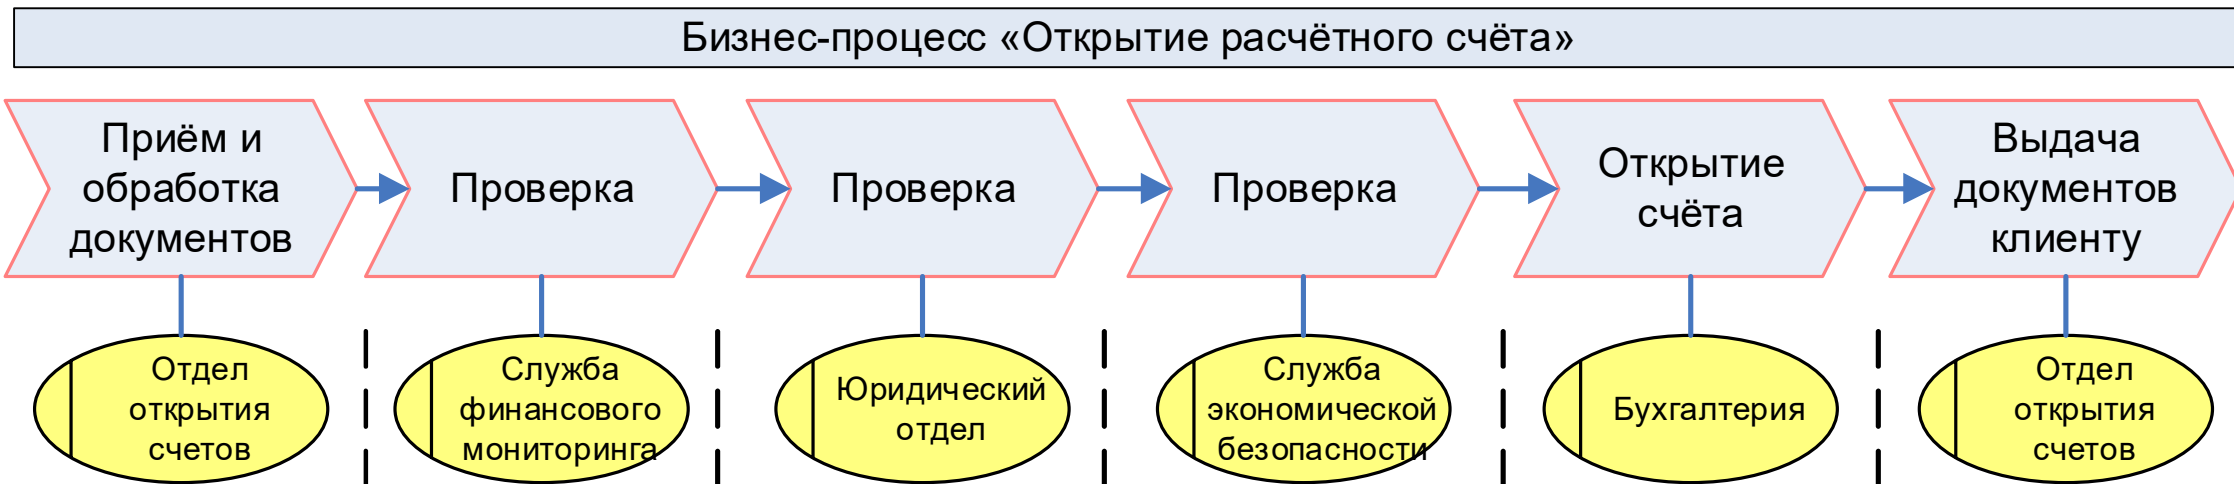 Бизнес-процесс «Открытие расчётного счёта»
Приём и
обработка
документов
Проверка
Проверка
Проверка
Открытие
счёта
Выдача
документов
клиенту
Отдел
открытия
счетов
Служба
финансового
мониторинга
Юридический
отдел
Служба
экономической
безопасности
Бухгалтерия
Отдел
открытия
счетов